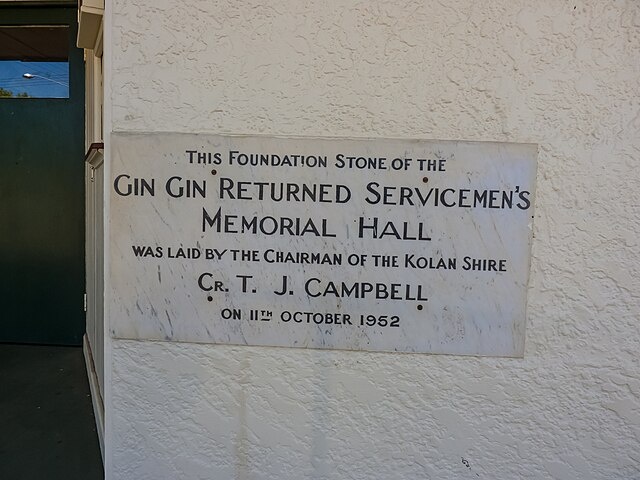 THIS FOUNDATION STONE OF THE
GIN GIN RETURNED SERVICEMEN'S
MEMORIAL HALL
WAS LAID BY THE CHAIRMAN OF THE KOLAN SHIRE
CR. T. J. CAMPBELL
ON 11TH OCTOBER 1952